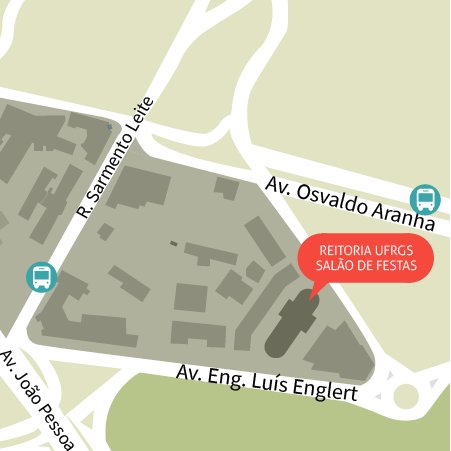 R. Sarmento Leite
Av. Osvaldo Aranha
REITORIA UFRGS
SALÃO DE FESTAS
Av. João Pessoa
Av. Eng. Luís Englert